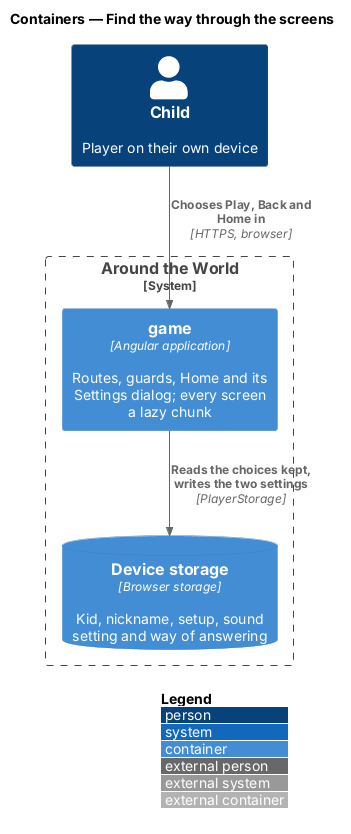 Containers — Find the way through the screens
Child
Player on their own device
Chooses Play, Back and
Home in
[HTTPS, browser]
Around the World
[System]
game
[Angular application]
Routes, guards, Home and its
Settings dialog; every screen
a lazy chunk
Reads the choices kept,
writes the two settings
[PlayerStorage]
Device storage
[Browser storage]
Kid, nickname, setup, sound
setting and way of answering
Legend
person
system
container
external person
external system
external container